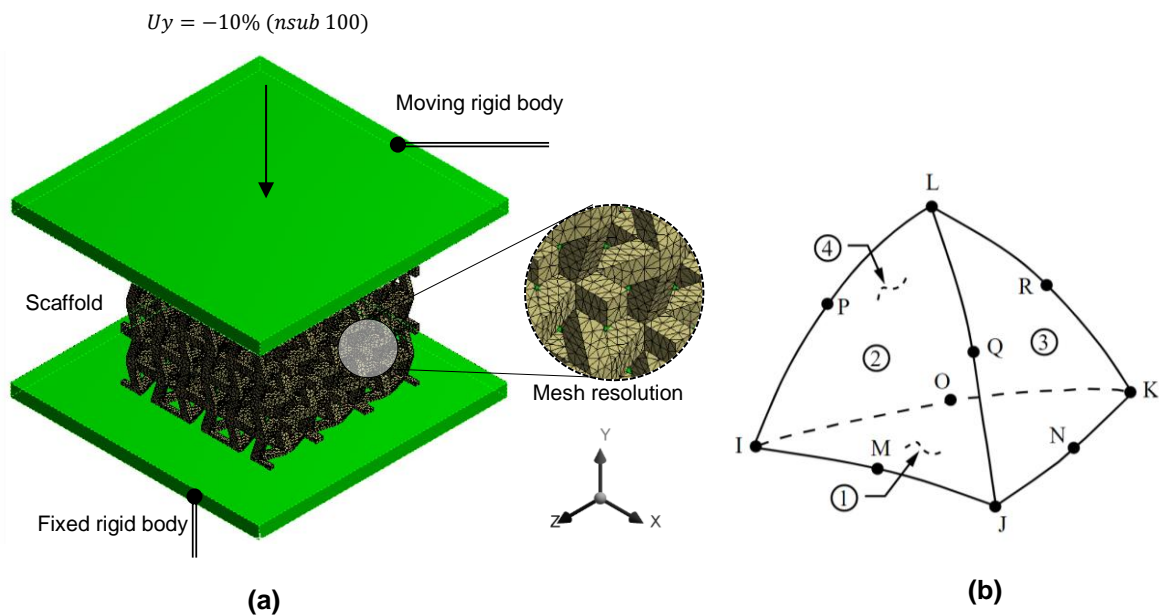 Uy = −10% (nsub 100)
Moving rigid body
Scaffold
Mesh resolution
Fixed rigid body
Y
Z
X
(a)
L
④
P
R
②
③
Q
O
K
I
M
N
①
J
(b)